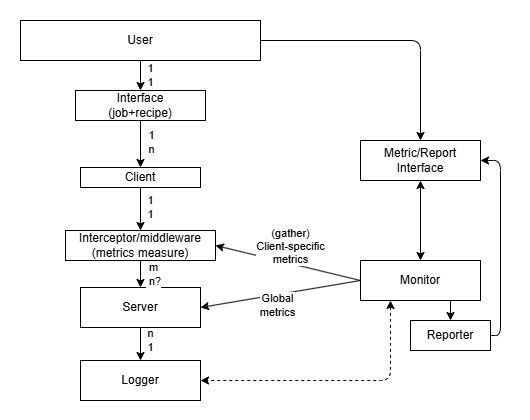 User
1
1
Interface
(job+recipe)
1
n
Client
1
1
Interceptor/middleware
(metrics measure)
m
n?
Server
n
1
Logger
(gather)
Client-specific
metrics
Global
metrics
Metric/Report
Interface
Monitor
Reporter